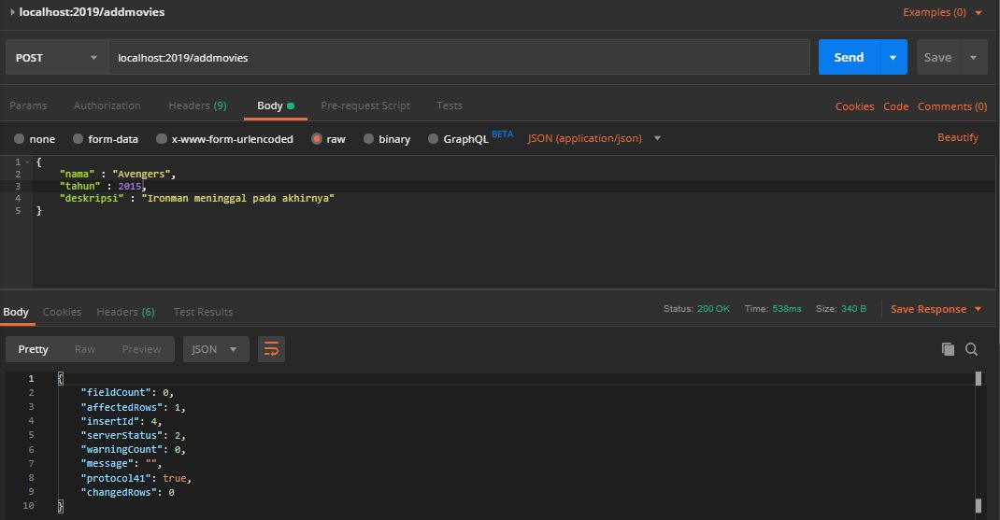 localhost:2019/addmovies Examples (0)
POST localhost:2019/addmovies Send Save
Params Authorization Headers (9) Body Pre-request Script Tests Cookies Code Comments (0)
none form-data x-www-form-urlencoded raw binary GraphQL BETA JSON (application/json) Beautify
1 {
2 "nama" : "Avengers",
3 "tahun" : 2015,
4 "deskripsi" : "Ironman meninggal pada akhirnya"
5 }
Body Cookies Headers (6) Test Results Status: 200 OK Time: 538ms Size: 340 B Save Response
Pretty Raw Preview JSON
1 {
2 "fieldCount": 0,
3 "affectedRows": 1,
4 "insertId": 4,
5 "serverStatus": 2,
6 "warningCount": 0,
7 "message": "",
8 "protocol41": true,
9 "changedRows": 0
10 }